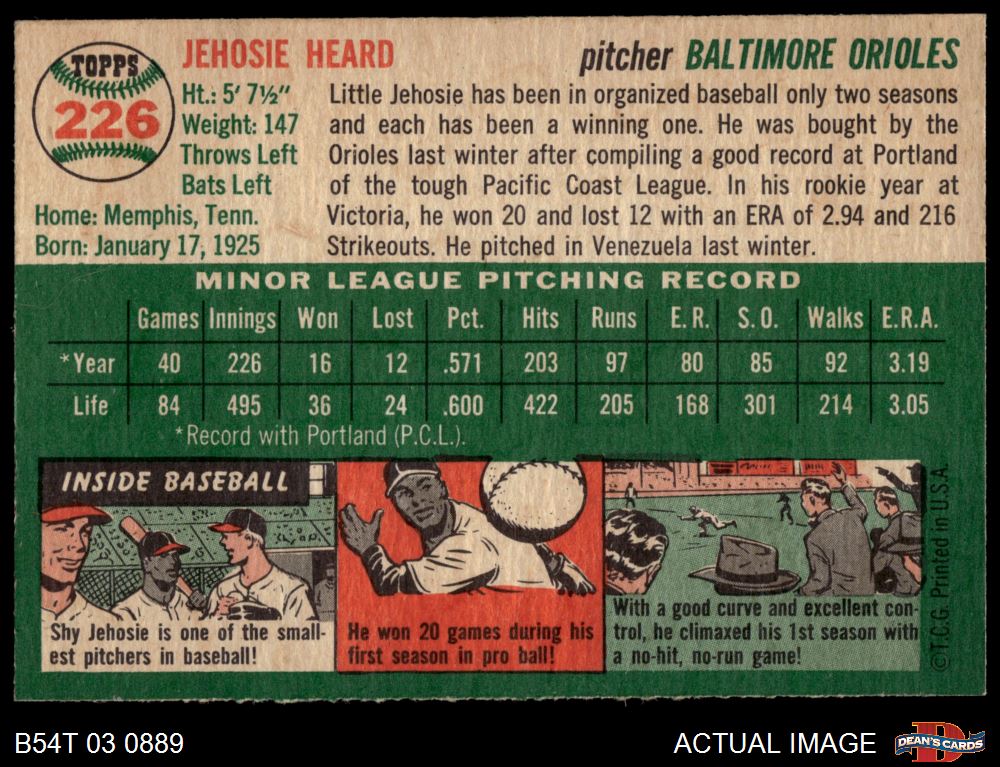 TOPPS
226
JEHOSIE HEARD
pitcher BALTIMORE ORIOLES
Ht.: 5' 7½"
Weight: 147
Throws Left
Bats Left
Home: Memphis, Tenn.
Born: January 17, 1925
Little Jehosie has been in organized baseball only two seasons
and each has been a winning one. He was bought by the
Orioles last winter after compiling a good record at Portland
of the tough Pacific Coast League. In his rookie year at
Victoria, he won 20 and lost 12 with an ERA of 2.94 and 216
Strikeouts. He pitched in Venezuela last winter.
MINOR LEAGUE PITCHING RECORD
Games Innings Won Lost Pct. Hits Runs E. R. S. O. Walks E.R.A.
*Year 40 226 16 12 .571 203 97 80 85 92 3.19
Life 84 495 36 24 .600 422 205 168 301 214 3.05
*Record with Portland (P.C.L.).
INSIDE BASEBALL
Shy Jehosie is one of the small-
est pitchers in baseball!
He won 20 games during his
first season in pro ball!
With a good curve and excellent con-
trol, he climaxed his 1st season with
a no-hit, no-run game!
©T.C.G. Printed in U.S.A.
B54T 03 0889
ACTUAL IMAGE
DEAN'S CARDS